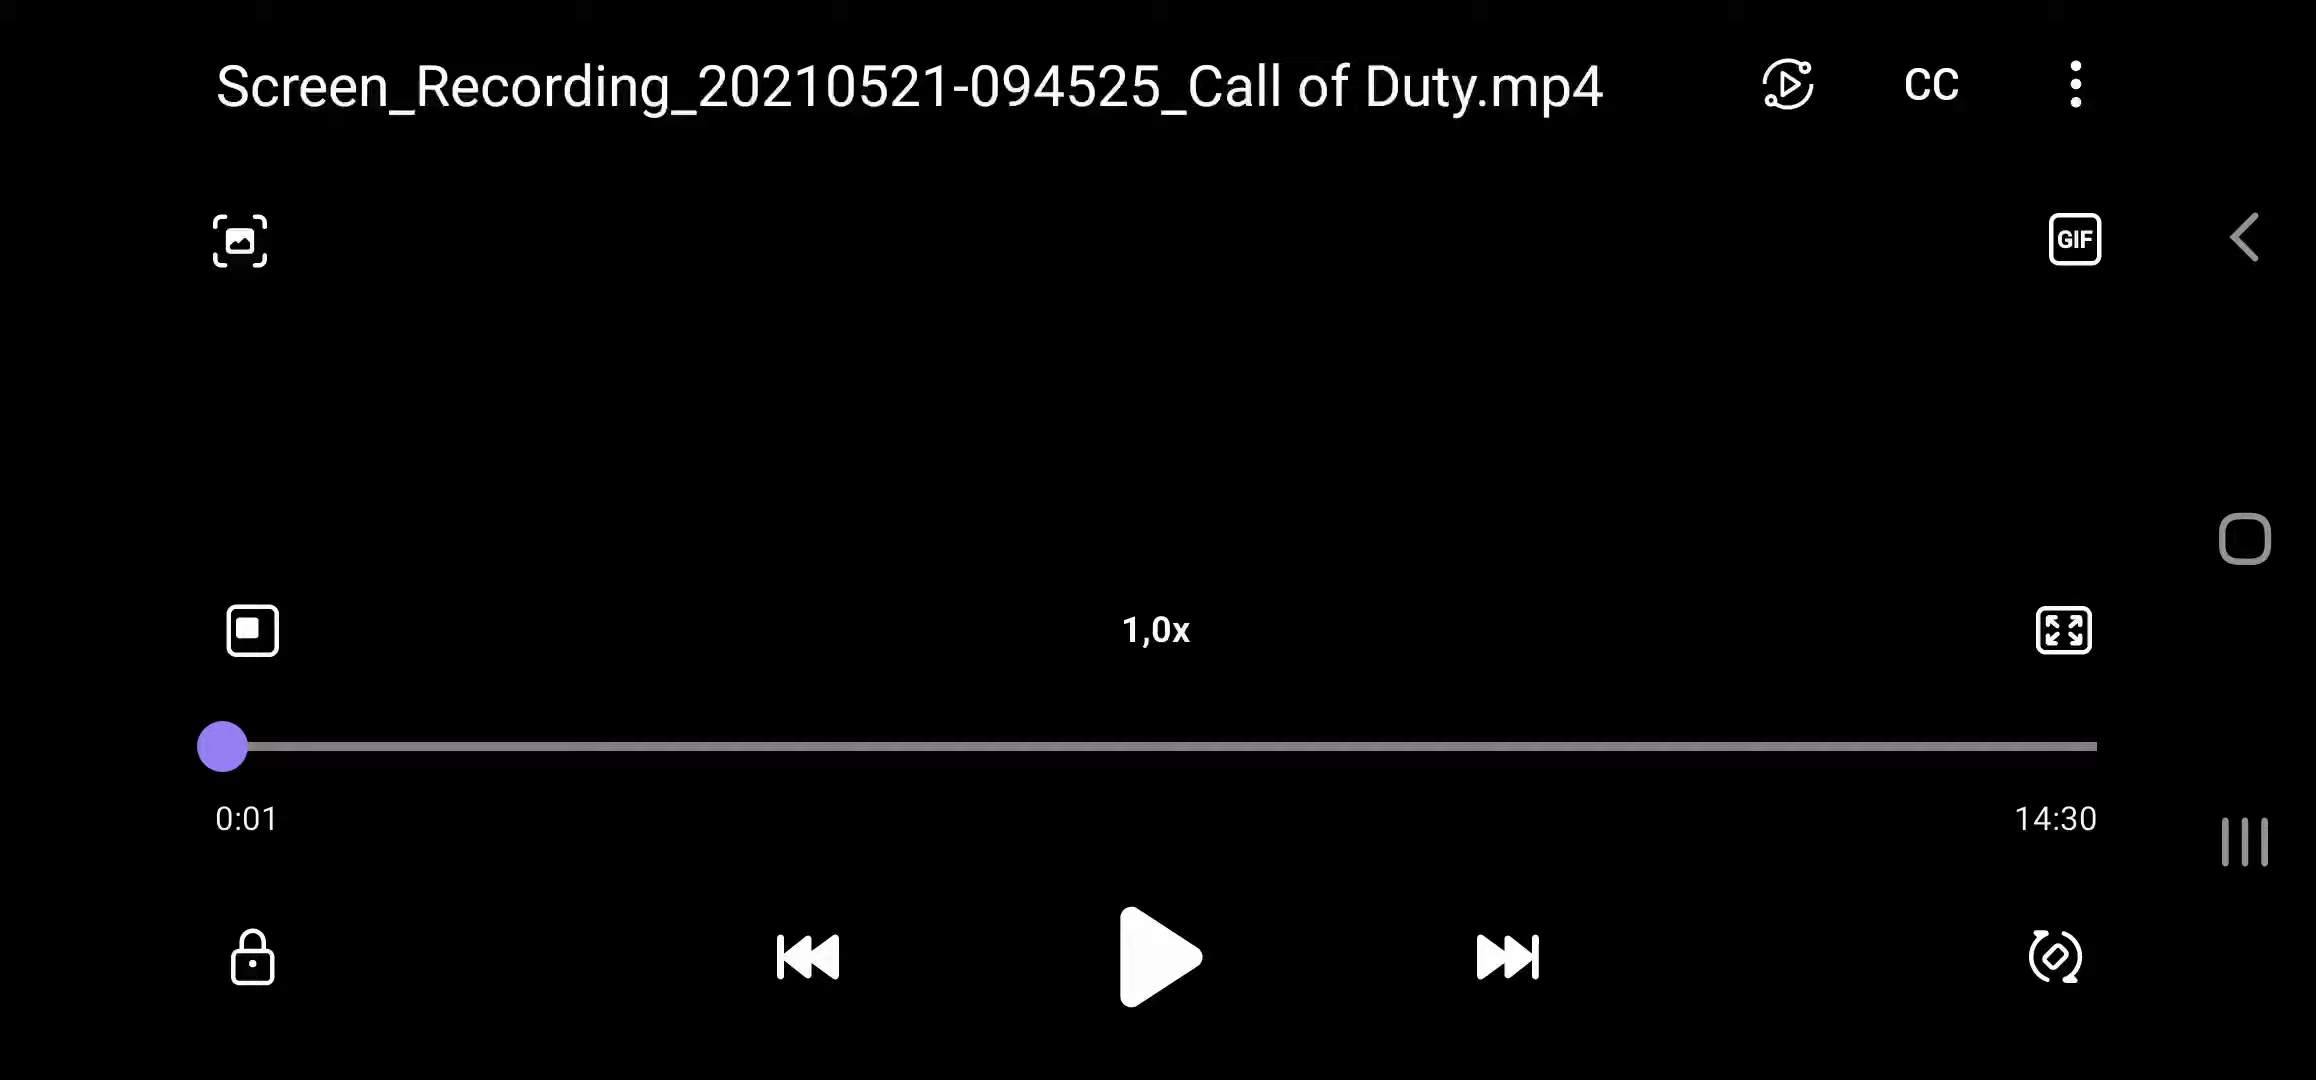 Screen_Recording_20210521-094525_Call of Duty.mp4
CC
GIF
1,0x
0:01
14:30